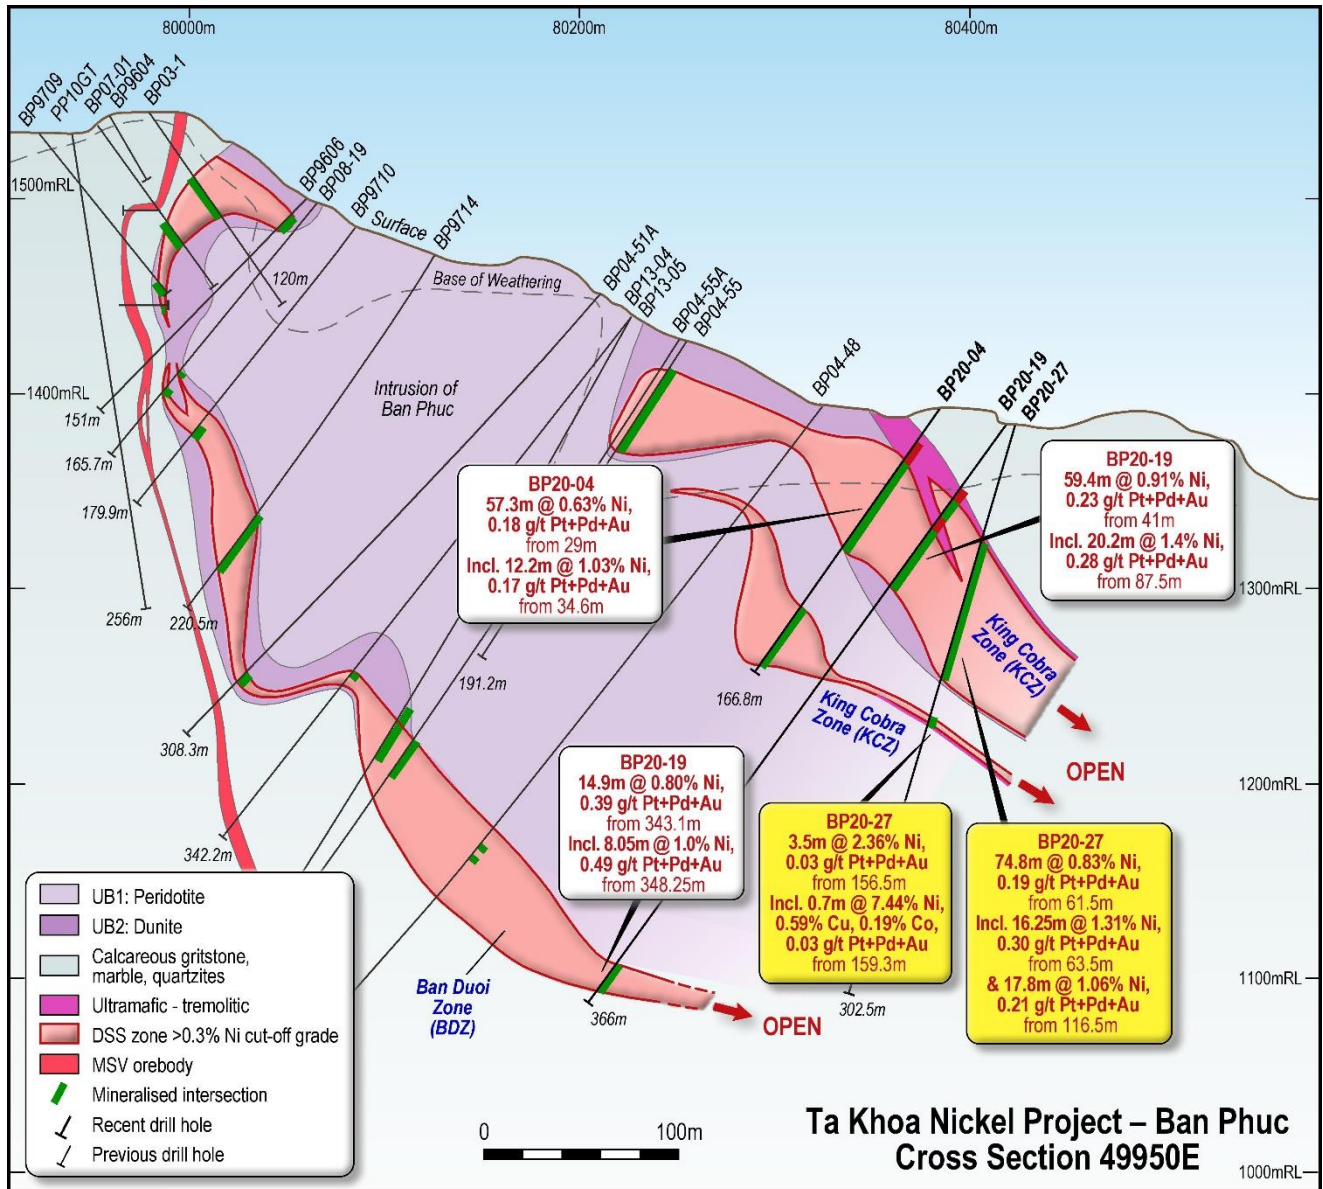 80000m
80200m
80400m
BP9709
PP10GT
BP07-01
BP9604
BP03-1
BP9606
BP08-19
BP9710
BP9714
BP04-51A
BP13-04
BP13-05
BP04-55A
BP04-55
BP04-48
BP20-04
BP20-19
BP20-27
1500mRL
Surface
Base of Weathering
120m
1400mRL
Intrusion of
Ban Phuc
151m
165.7m
179.9m
256m
220.5m
191.2m
166.8m
308.3m
342.2m
BP20-04
57.3m @ 0.63% Ni,
0.18 g/t Pt+Pd+Au
from 29m
Incl. 12.2m @ 1.03% Ni,
0.17 g/t Pt+Pd+Au
from 34.6m
BP20-19
59.4m @ 0.91% Ni,
0.23 g/t Pt+Pd+Au
from 41m
Incl. 20.2m @ 1.4% Ni,
0.28 g/t Pt+Pd+Au
from 87.5m
1300mRL
King Cobra
Zone (KCZ)
King Cobra
Zone (KCZ)
OPEN
1200mRL
BP20-19
14.9m @ 0.80% Ni,
0.39 g/t Pt+Pd+Au
from 343.1m
Incl. 8.05m @ 1.0% Ni,
0.49 g/t Pt+Pd+Au
from 348.25m
BP20-27
3.5m @ 2.36% Ni,
0.03 g/t Pt+Pd+Au
from 156.5m
Incl. 0.7m @ 7.44% Ni,
0.59% Cu, 0.19% Co,
0.03 g/t Pt+Pd+Au
from 159.3m
BP20-27
74.8m @ 0.83% Ni,
0.19 g/t Pt+Pd+Au
from 61.5m
Incl. 16.25m @ 1.31% Ni,
0.30 g/t Pt+Pd+Au
from 63.5m
& 17.8m @ 1.06% Ni,
0.21 g/t Pt+Pd+Au
from 116.5m
1100mRL
Ban Duoi
Zone
(BDZ)
366m
OPEN
302.5m
UB1: Peridotite
UB2: Dunite
Calcareous gritstone,
marble, quartzites
Ultramafic - tremolitic
DSS zone >0.3% Ni cut-off grade
MSV orebody
Mineralised intersection
Recent drill hole
Previous drill hole
0
100m
Ta Khoa Nickel Project – Ban Phuc
Cross Section 49950E
1000mRL